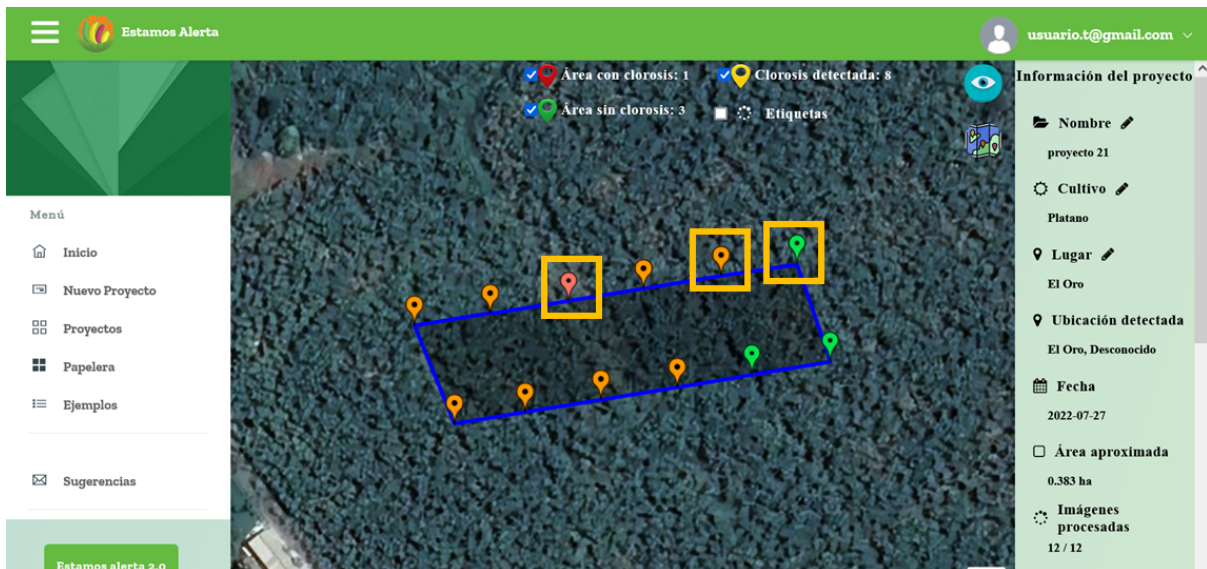 Estamos Alerta
usuario.t@gmail.com
Menú
Inicio
Nuevo Proyecto
Proyectos
Papelera
Ejemplos
Sugerencias
Estamos alerta 2.0
Área con clorosis: 1
Clorosis detectada: 8
Área sin clorosis: 3
Etiquetas
Información del proyecto
Nombre
proyecto 21
Cultivo
Platano
Lugar
El Oro
Ubicación detectada
El Oro, Desconocido
Fecha
2022-07-27
Área aproximada
0.383 ha
Imágenes
procesadas
12 / 12